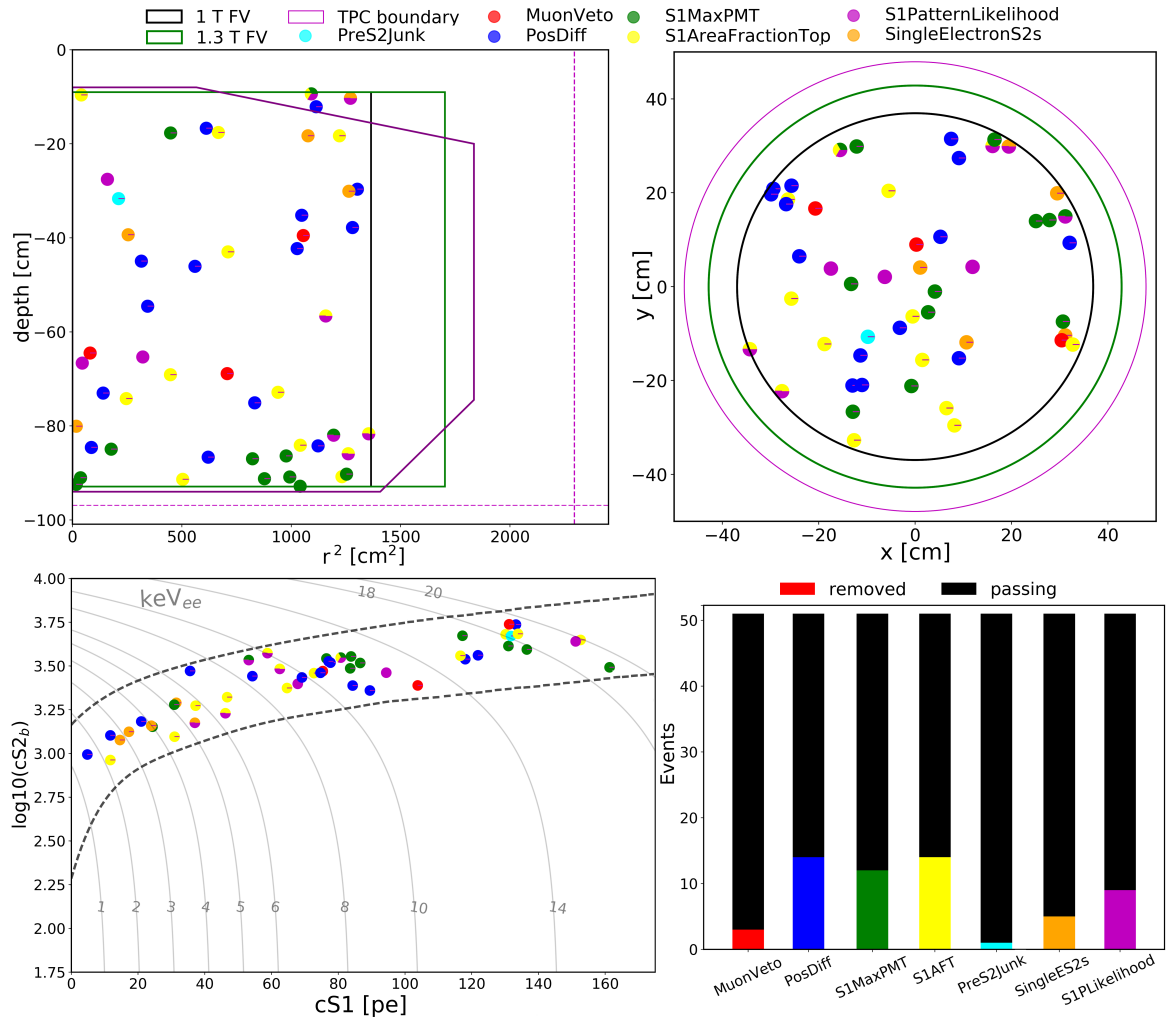 1 T FV
TPC boundary
MuonVeto
S1MaxPMT
S1PatternLikelihood
1.3 T FV
PreS2Junk
PosDiff
S1AreaFractionTop
SingleElectronS2s
0
−20
−40
−60
−80
−100
depth [cm]
0 500 1000 1500 2000
r² [cm²]
40
20
0
−20
−40
y [cm]
−40 −20 0 20 40
x [cm]
4.00
3.75
3.50
3.25
3.00
2.75
2.50
2.25
2.00
1.75
log10(cS2_b)
keV_ee
18 20
1 2 3 4 5 6 8 10 14
0 20 40 60 80 100 120 140 160
cS1 [pe]
removed passing
50
40
30
20
10
0
Events
MuonVeto
PosDiff
S1MaxPMT
S1AFT
PreS2Junk
SingleES2s
S1PLikelihood